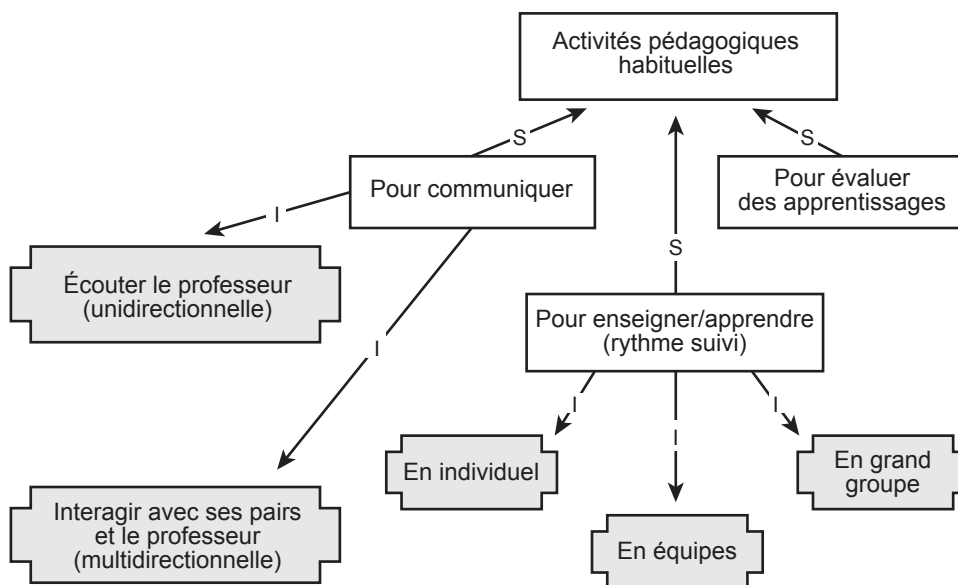 Activités pédagogiques
habituelles
S
S
Pour communiquer
Pour évaluer
des apprentissages
I
S
Écouter le professeur
(unidirectionnelle)
Pour enseigner/apprendre
(rythme suivi)
I
I
I
I
En individuel
En grand
groupe
Interagir avec ses pairs
et le professeur
(multidirectionnelle)
En équipes